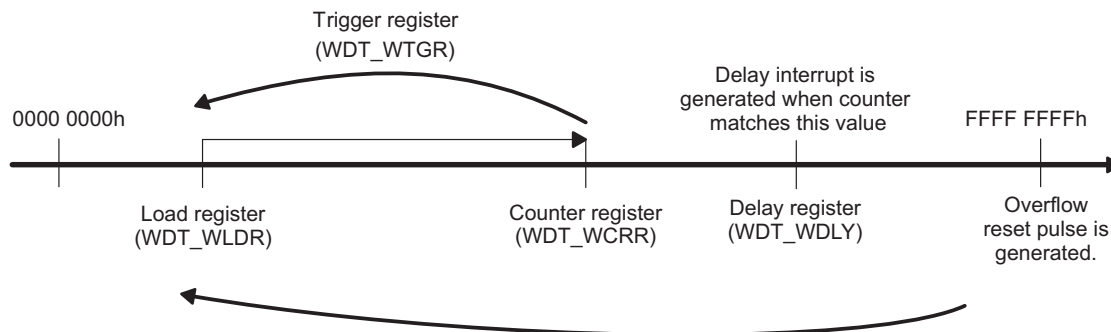 Trigger register
(WDT_WTGR)
Delay interrupt is
generated when counter
matches this value
0000 0000h
FFFF FFFFh
Load register
(WDT_WLDR)
Counter register
(WDT_WCRR)
Delay register
(WDT_WDLY)
Overflow
reset pulse is
generated.